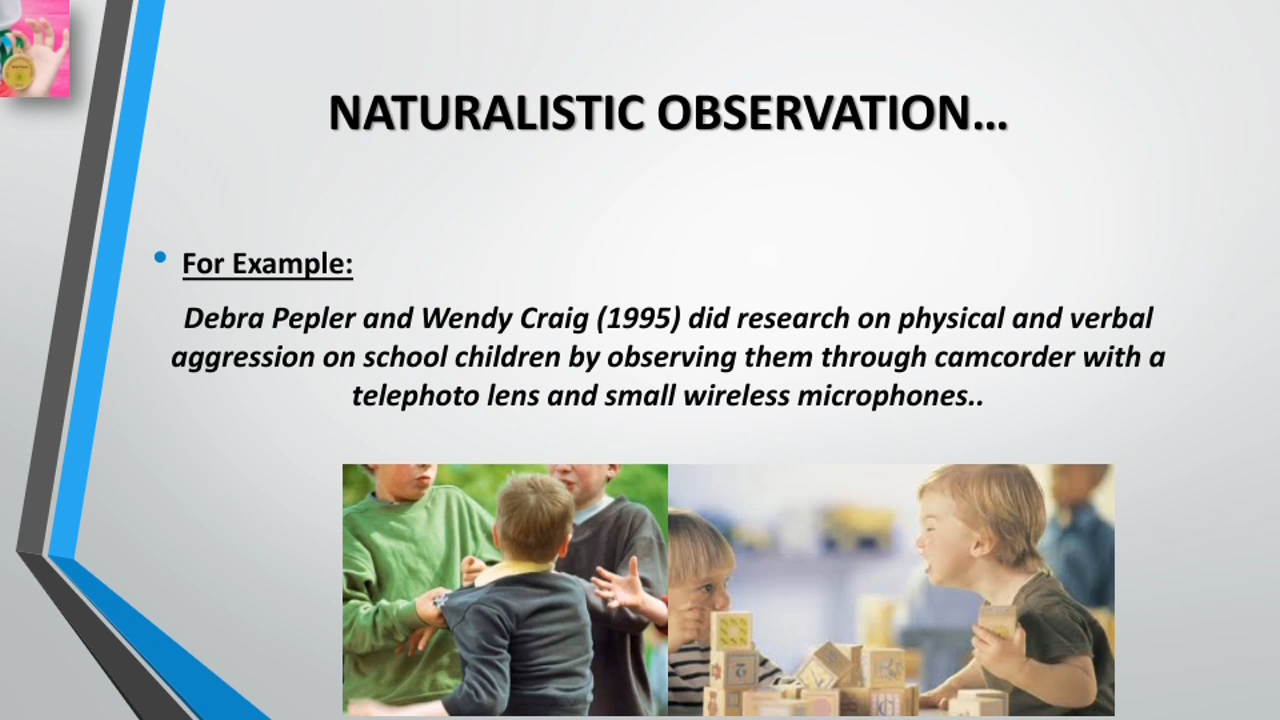 NATURALISTIC OBSERVATION…
• For Example:
Debra Pepler and Wendy Craig (1995) did research on physical and verbal
aggression on school children by observing them through camcorder with a
telephoto lens and small wireless microphones..